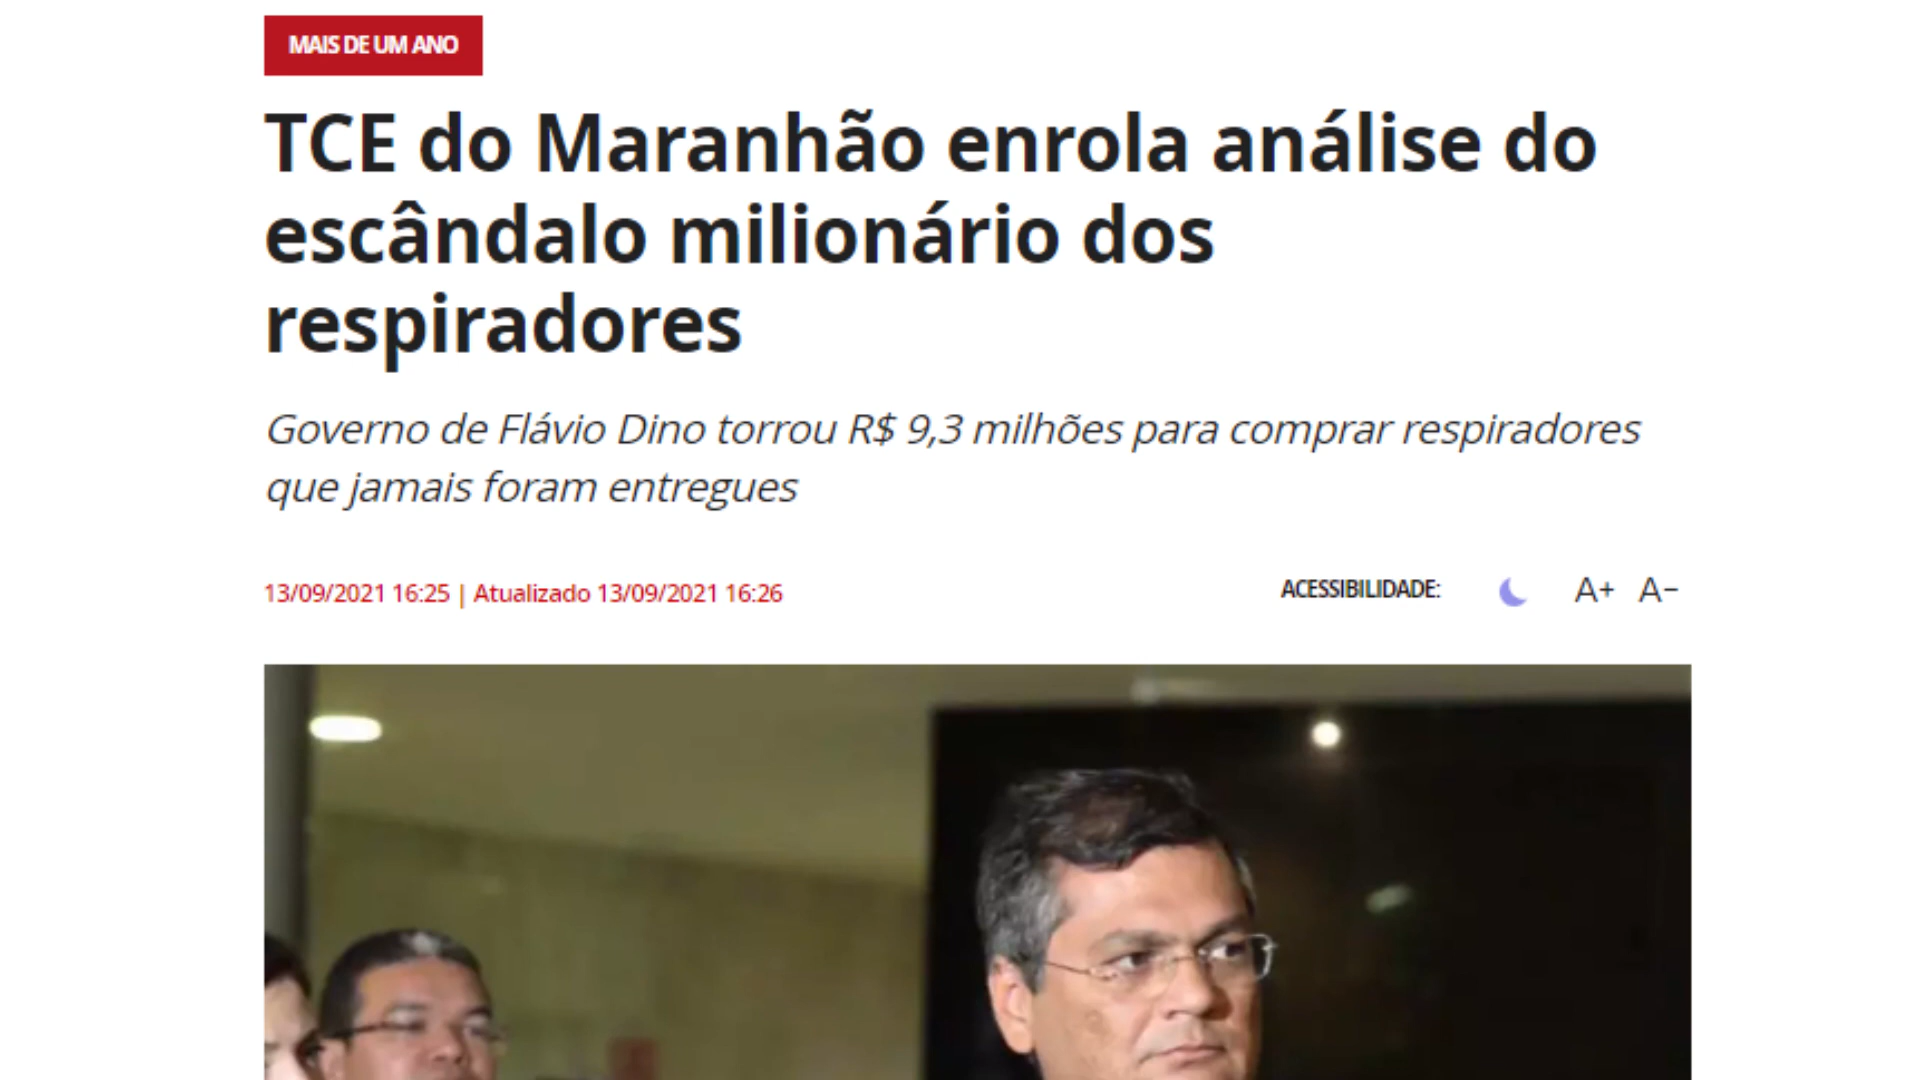 MAIS DE UM ANO
TCE do Maranhão enrola análise do
escândalo milionário dos
respiradores
Governo de Flávio Dino torrou R$ 9,3 milhões para comprar respiradores
que jamais foram entregues
13/09/2021 16:25 | Atualizado 13/09/2021 16:26
ACESSIBILIDADE:
A+ A-